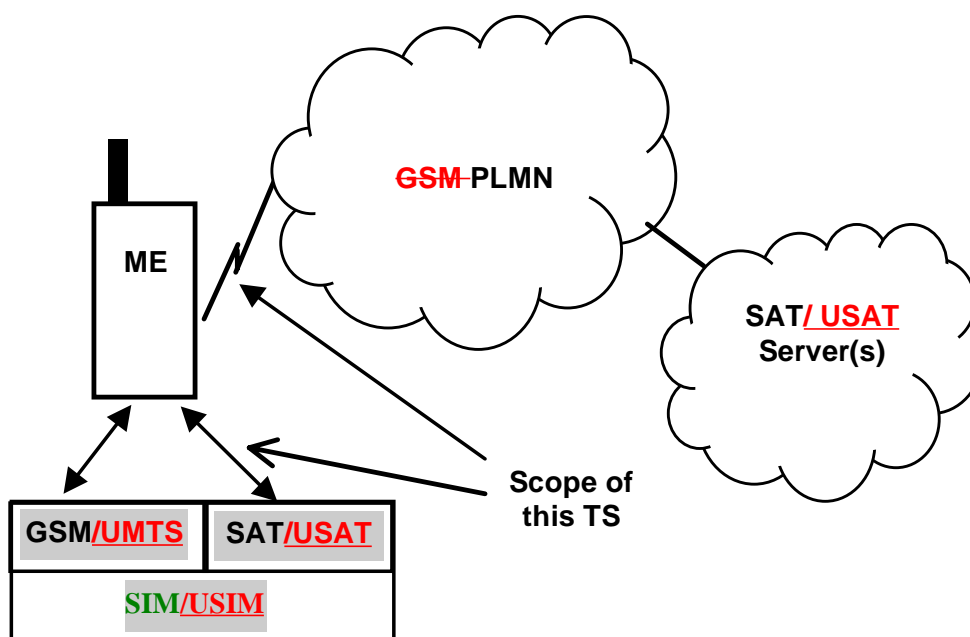 GSM PLMN
ME
SAT/ USAT
Server(s)
Scope of
this TS
GSM/UMTS
SAT/USAT
SIM/USIM